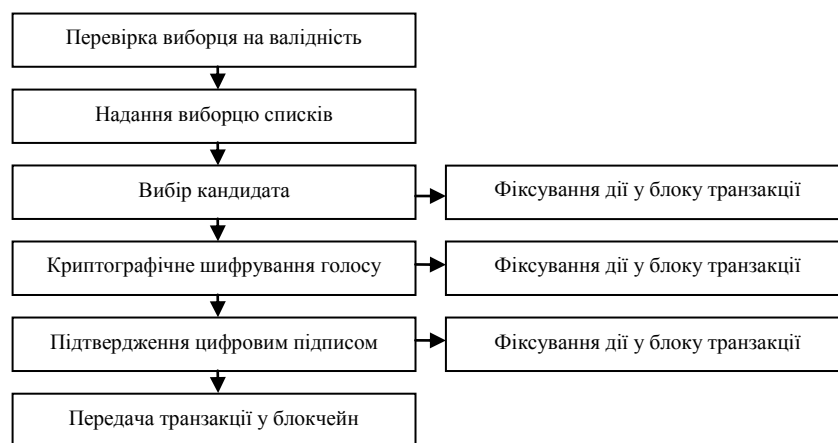 Перевірка виборця на валідність
Надання виборцю списків
Вибір кандидата
Фіксування дії у блоку транзакції
Криптографічне шифрування голосу
Фіксування дії у блоку транзакції
Підтвердження цифровим підписом
Фіксування дії у блоку транзакції
Передача транзакції у блокчейн